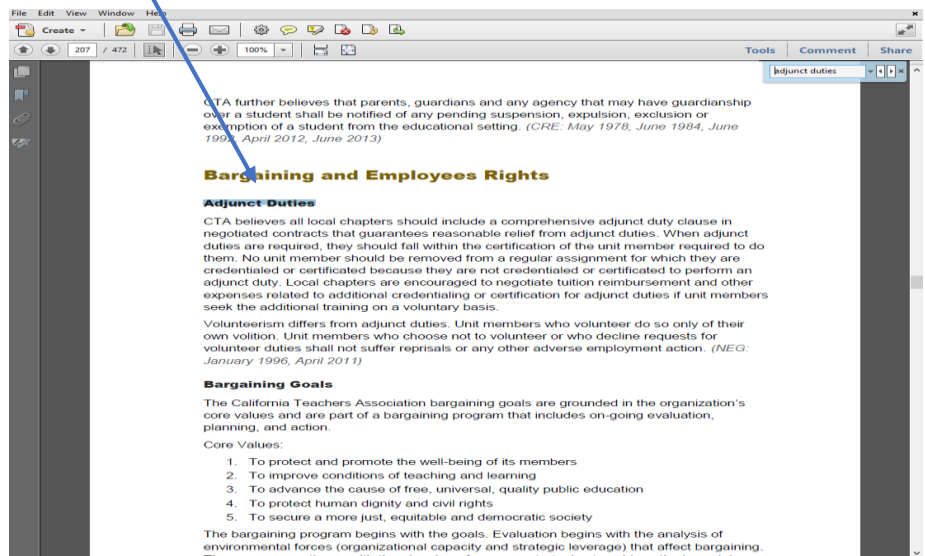 File Edit View Window Help
Create
207 / 472 100% Tools Comment Share
adjunct duties
CTA further believes that parents, guardians and any agency that may have guardianship
over a student shall be notified of any pending suspension, expulsion, exclusion or
exemption of a student from the educational setting. (CRE: May 1978, June 1984, June
1992, April 2012, June 2013)
Bargaining and Employees Rights
Adjunct Duties
CTA believes all local chapters should include a comprehensive adjunct duty clause in
negotiated contracts that guarantees reasonable relief from adjunct duties. When adjunct
duties are required, they should fall within the certification of the unit member required to do
them. No unit member should be removed from a regular assignment for which they are
credentialed or certificated because they are not credentialed or certificated to perform an
adjunct duty. Local chapters are encouraged to negotiate tuition reimbursement and other
expenses related to additional credentialing or certification for adjunct duties if unit members
seek the additional training on a voluntary basis.
Volunteerism differs from adjunct duties. Unit members who volunteer do so only of their
own volition. Unit members who choose not to volunteer or who decline requests for
volunteer duties shall not suffer reprisals or any other adverse employment action. (NEG:
January 1996, April 2011)
Bargaining Goals
The California Teachers Association bargaining goals are grounded in the organization's
core values and are part of a bargaining program that includes on-going evaluation,
planning, and action.
Core Values:
1. To protect and promote the well-being of its members
2. To improve conditions of teaching and learning
3. To advance the cause of free, universal, quality public education
4. To protect human dignity and civil rights
5. To secure a more just, equitable and democratic society
The bargaining program begins with the goals. Evaluation begins with the analysis of
environmental forces (organizational capacity and strategic leverage) that affect bargaining.